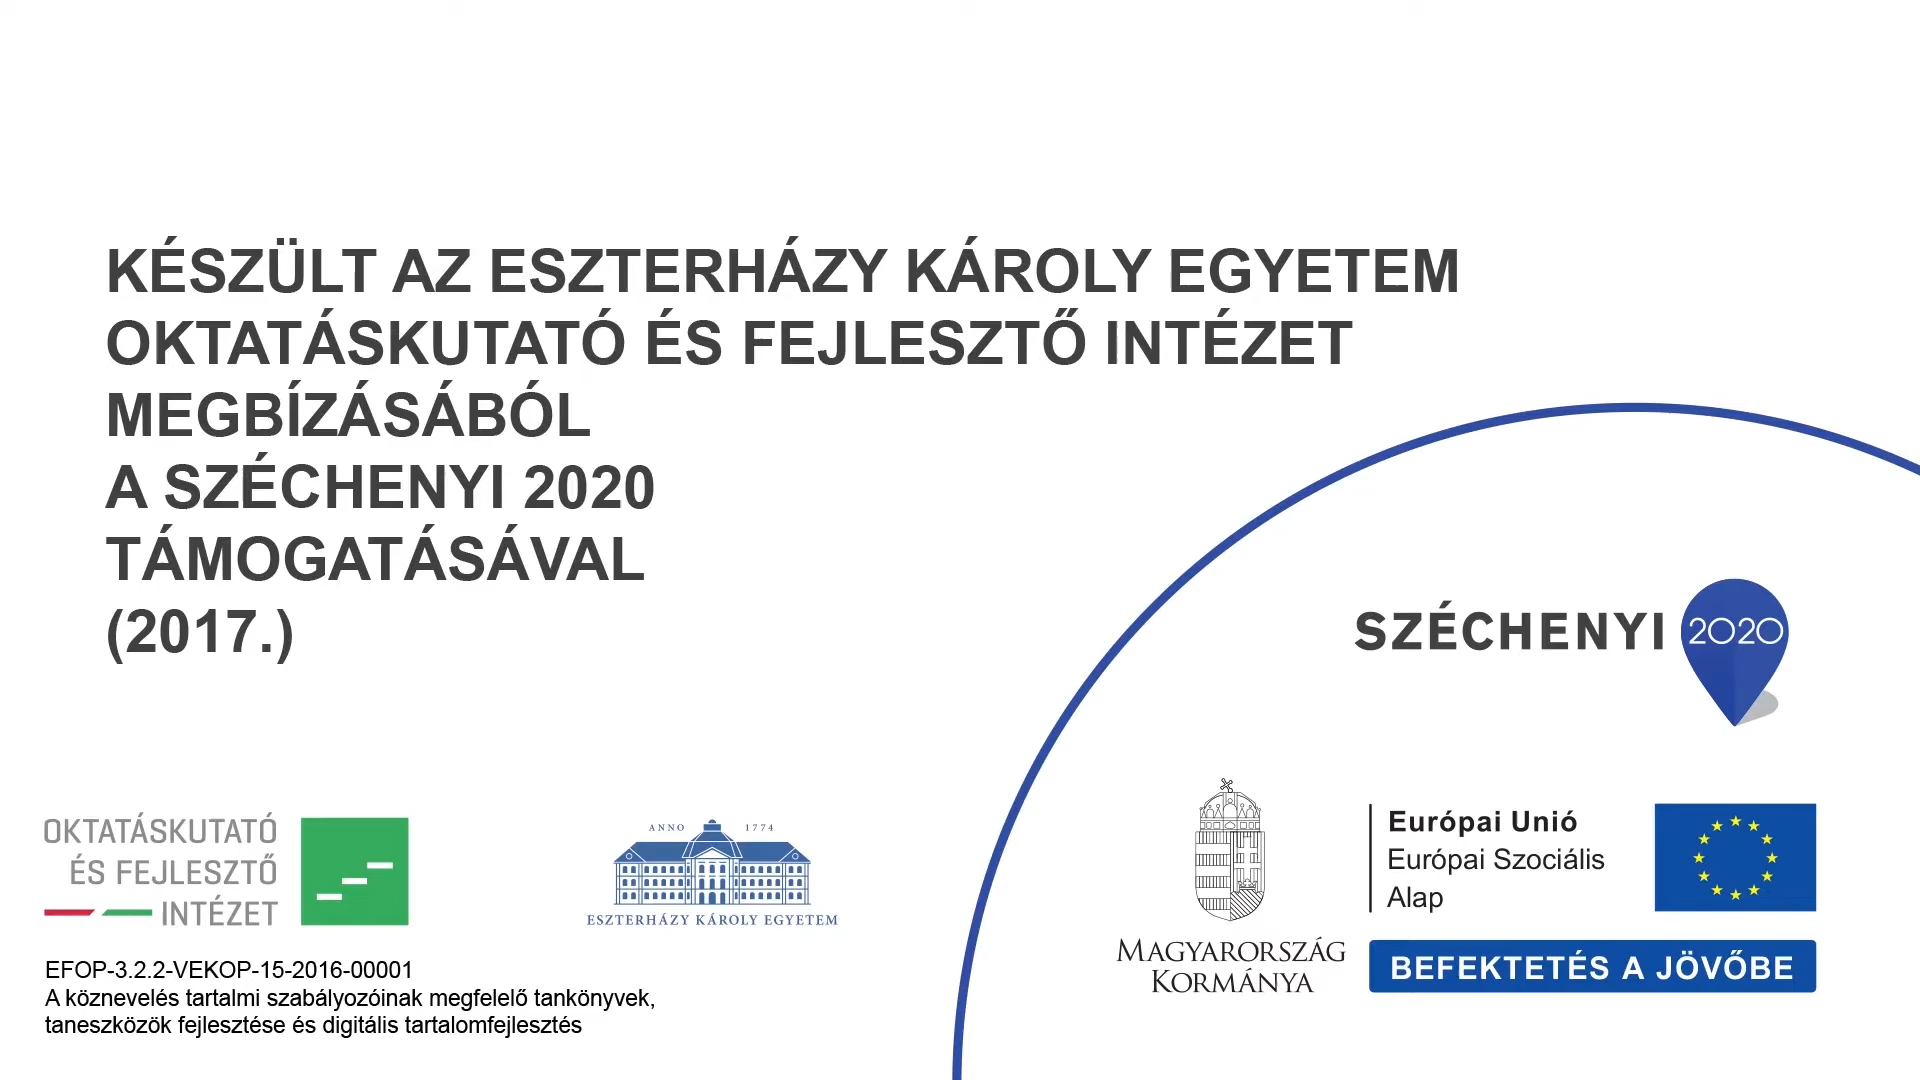 KÉSZÜLT AZ ESZTERHÁZY KÁROLY EGYETEM
OKTATÁSKUTATÓ ÉS FEJLESZTŐ INTÉZET
MEGBÍZÁSÁBÓL
A SZÉCHENYI 2020
TÁMOGATÁSÁVAL
(2017.)
SZÉCHENYI 2020
OKTATÁSKUTATÓ
ÉS FEJLESZTŐ
INTÉZET
ANNO 1774
ESZTERHÁZY KÁROLY EGYETEM
MAGYARORSZÁG
KORMÁNYA
Európai Unió
Európai Szociális
Alap
BEFEKTETÉS A JÖVŐBE
EFOP-3.2.2-VEKOP-15-2016-00001
A köznevelés tartalmi szabályozóinak megfelelő tankönyvek,
taneszközök fejlesztése és digitális tartalomfejlesztés